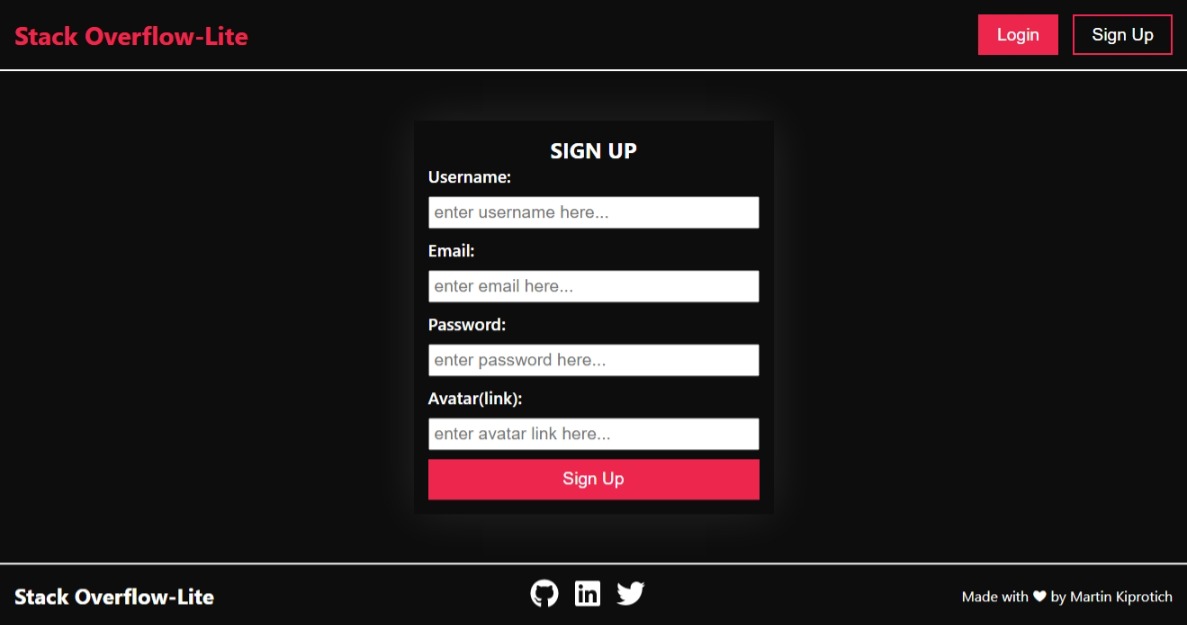 Stack Overflow-Lite
Login
Sign Up
SIGN UP
Username:
enter username here...
Email:
enter email here...
Password:
enter password here...
Avatar(link):
enter avatar link here...
Sign Up
Stack Overflow-Lite
in
Made with ❤ by Martin Kiprotich